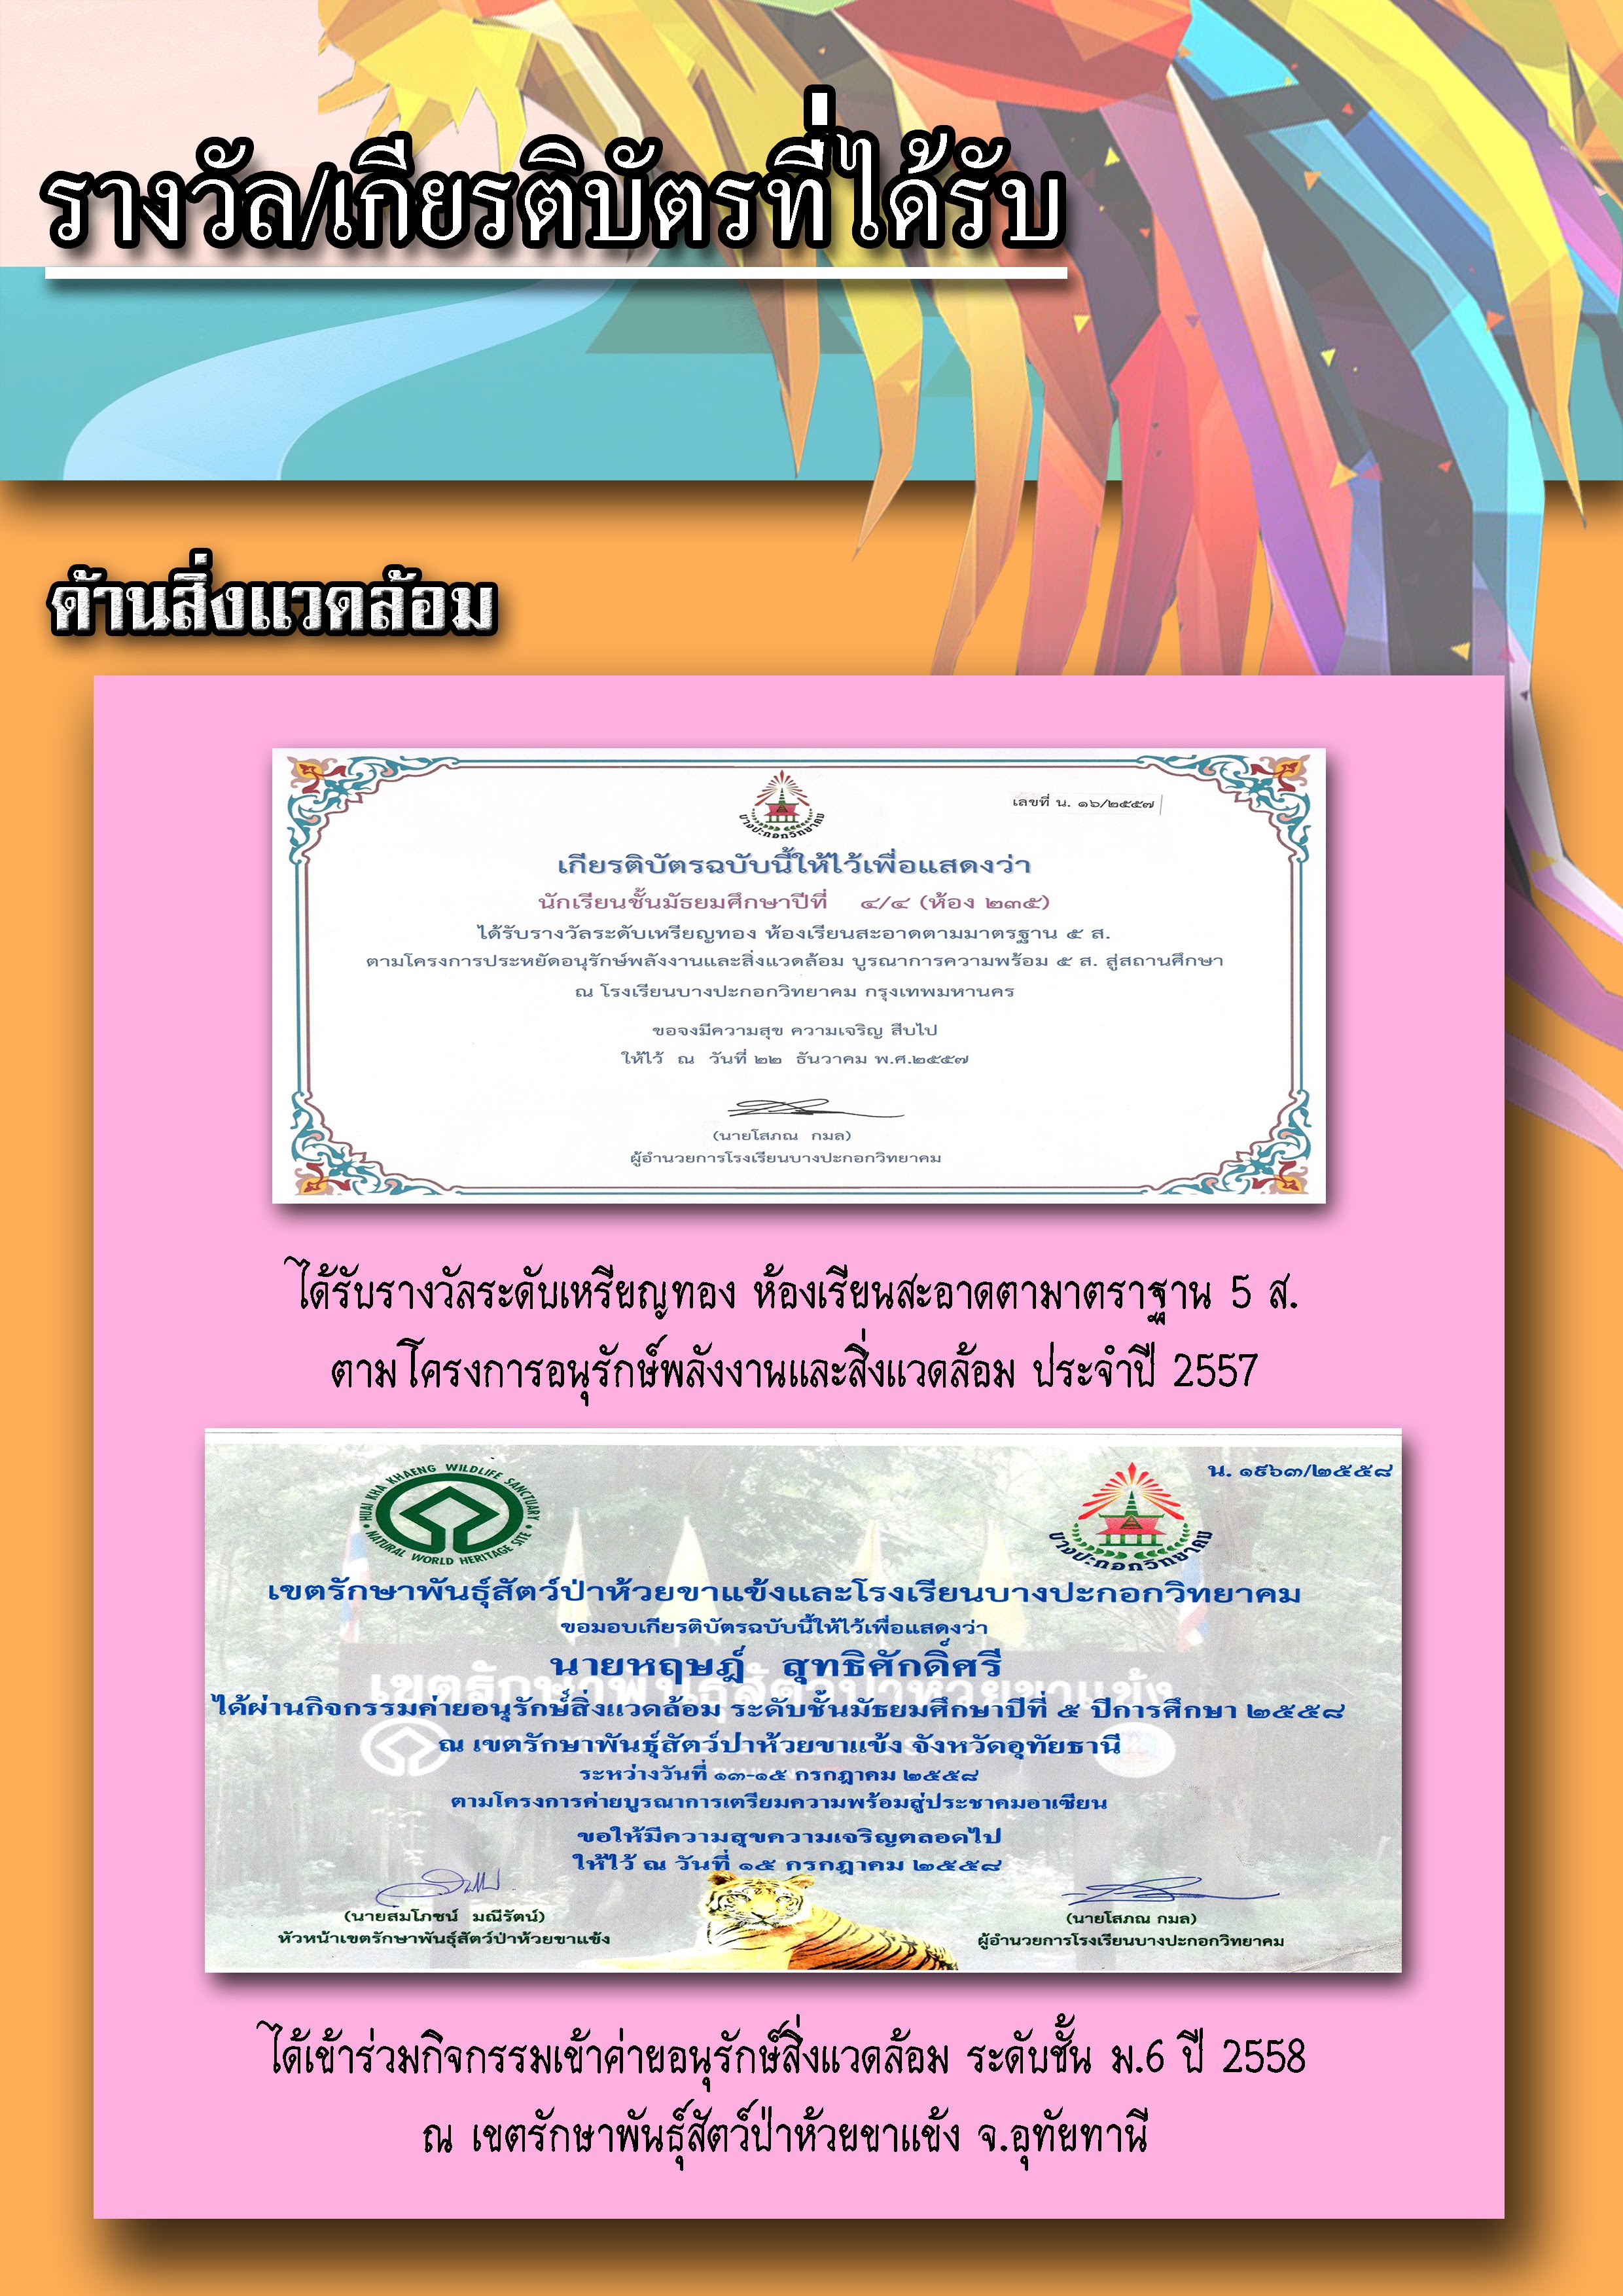 รางวัล/เกียรติบัตรที่ได้รับ
ด้านสิ่งแวดล้อม
บางปะกอกวิทยาคม
เลขที่ น. ๑๖/๒๕๕๗
เกียรติบัตรฉบับนี้ให้ไว้เพื่อแสดงว่า
นักเรียนชั้นมัธยมศึกษาปีที่ ๔/๔ (ห้อง ๒๓๕)
ได้รับรางวัลระดับเหรียญทอง ห้องเรียนสะอาดตามมาตรฐาน ๕ ส.
ตามโครงการประหยัดอนุรักษ์พลังงานและสิ่งแวดล้อม บูรณาการความพร้อม ๕ ส. สู่สถานศึกษา
ณ โรงเรียนบางปะกอกวิทยาคม กรุงเทพมหานคร
ขอจงมีความสุข ความเจริญ สืบไป
ให้ไว้ ณ วันที่ ๒๒ ธันวาคม พ.ศ.๒๕๕๗
(นายโสภณ กมล)
ผู้อำนวยการโรงเรียนบางปะกอกวิทยาคม
ได้รับรางวัลระดับเหรียญทอง ห้องเรียนสะอาดตามาตราฐาน 5 ส.
ตามโครงการอนุรักษ์พลังงานและสิ่งแวดล้อม ประจำปี 2557
HUAI KHA KHAENG WILDLIFE SANCTUARY
NATURAL WORLD HERITAGE SITE
บางปะกอกวิทยาคม
น. ๑๙๖๓/๒๕๕๘
เขตรักษาพันธุ์สัตว์ป่าห้วยขาแข้งและโรงเรียนบางปะกอกวิทยาคม
ขอมอบเกียรติบัตรฉบับนี้ให้ไว้เพื่อแสดงว่า
นายหฤษฎ์ สุทธิศักดิ์ศรี
เขตรักษาพันธุ์สัตว์ป่าห้วยขาแข้ง
ได้ผ่านกิจกรรมค่ายอนุรักษ์สิ่งแวดล้อม ระดับชั้นมัธยมศึกษาปีที่ ๕ ปีการศึกษา ๒๕๕๘
ณ เขตรักษาพันธุ์สัตว์ป่าห้วยขาแข้ง จังหวัดอุทัยธานี
ระหว่างวันที่ ๑๓-๑๕ กรกฎาคม ๒๕๕๘
ตามโครงการค่ายบูรณาการเตรียมความพร้อมสู่ประชาคมอาเซียน
ขอให้มีความสุขความเจริญตลอดไป
ให้ไว้ ณ วันที่ ๑๕ กรกฎาคม ๒๕๕๘
(นายสมโภชน์ มณีรัตน์)
หัวหน้าเขตรักษาพันธุ์สัตว์ป่าห้วยขาแข้ง
(นายโสภณ กมล)
ผู้อำนวยการโรงเรียนบางปะกอกวิทยาคม
ได้เข้าร่วมกิจกรรมเข้าค่ายอนุรักษ์สิ่งแวดล้อม ระดับชั้น ม.6 ปี 2558
ณ เขตรักษาพันธุ์สัตว์ป่าห้วยขาแข้ง จ.อุทัยทานี